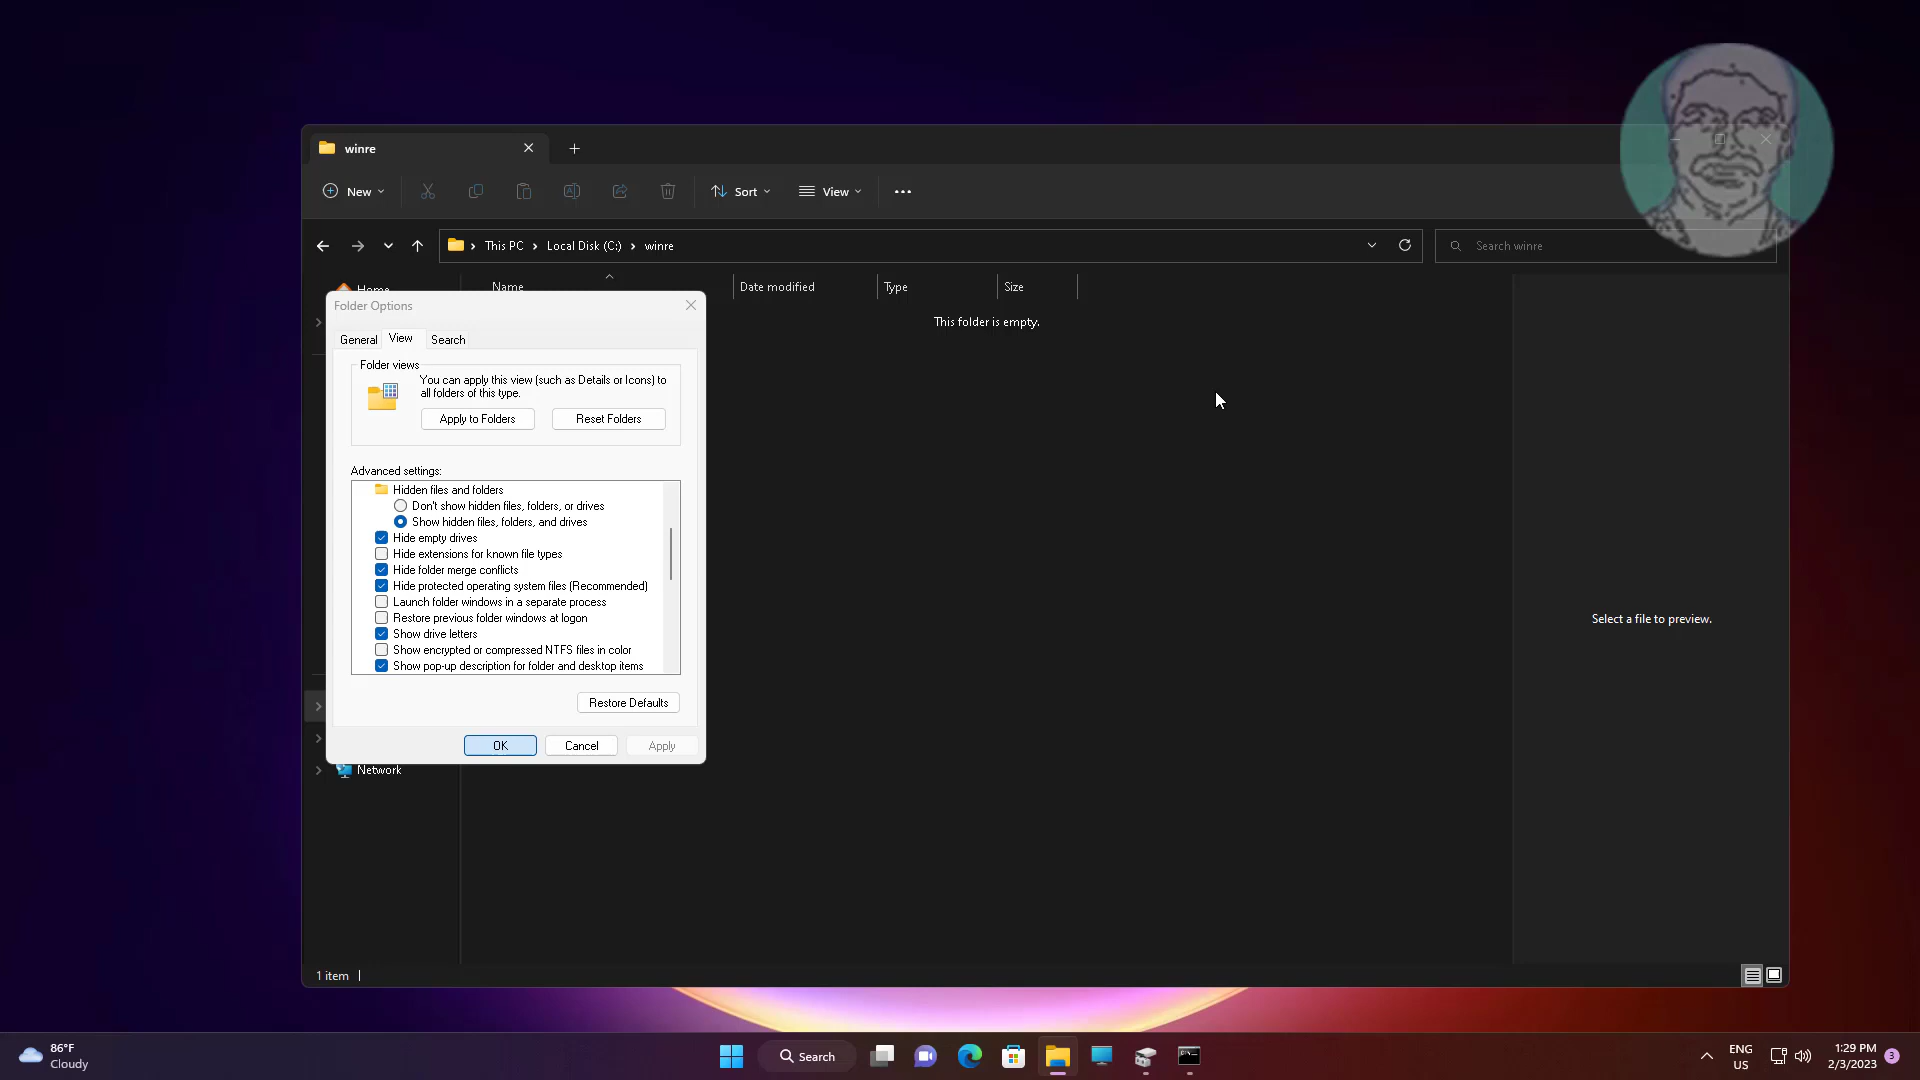 winre
New
Sort
View
This PC
Local Disk (C:)
winre
Search winre
Home
Name
Date modified
Type
Size
This folder is empty.
Folder Options
General
View
Search
Folder views
You can apply this view (such as Details or Icons) to
all folders of this type.
Apply to Folders
Reset Folders
Advanced settings:
Hidden files and folders
Don't show hidden files, folders, or drives
Show hidden files, folders, and drives
Hide empty drives
Hide extensions for known file types
Hide folder merge conflicts
Hide protected operating system files (Recommended)
Launch folder windows in a separate process
Restore previous folder windows at logon
Show drive letters
Show encrypted or compressed NTFS files in color
Show pop-up description for folder and desktop items
Restore Defaults
OK
Cancel
Apply
Network
Select a file to preview.
1 item
86°F
Cloudy
Search
ENG
US
1:29 PM
2/3/2023
3